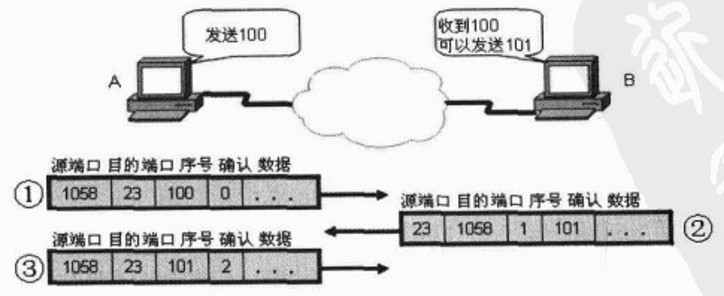 发送100
收到100
可以发送101
A
B
源端口 目的端口 序号 确认 数据
① 1058 23 100 0 ...
源端口 目的端口 序号 确认 数据
23 1058 1 101 ... ②
源端口 目的端口 序号 确认 数据
③ 1058 23 101 2 ...